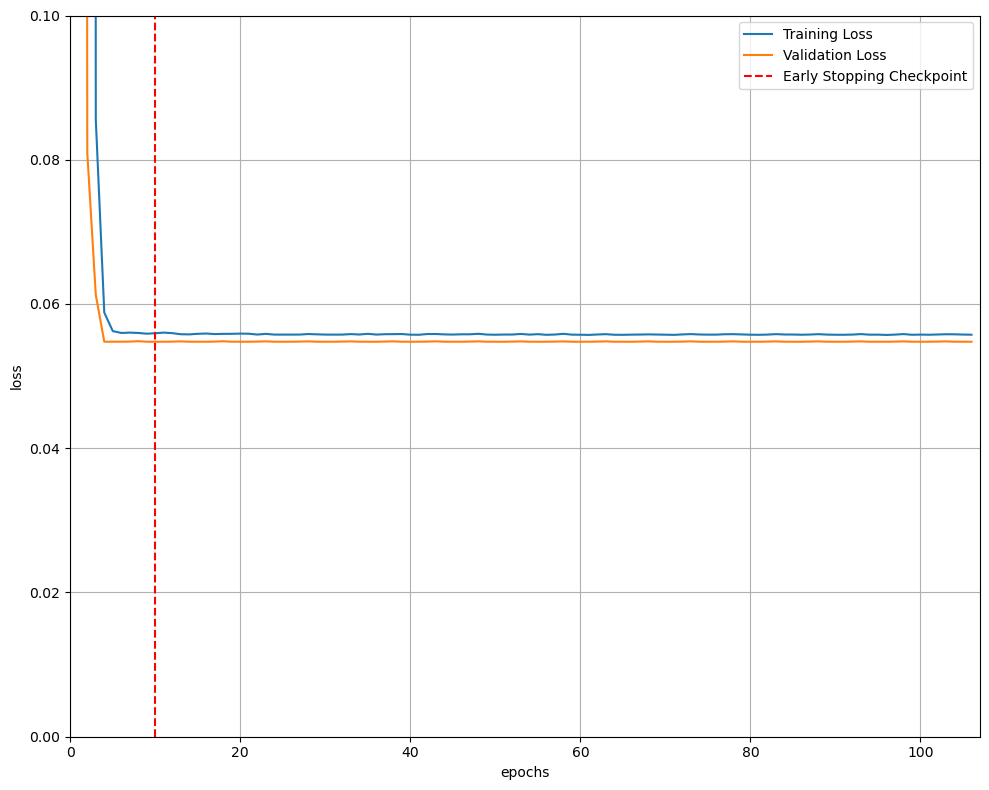 Training Loss
Validation Loss
Early Stopping Checkpoint
0.10
0.08
0.06
0.04
0.02
0.00
loss
0 20 40 60 80 100
epochs